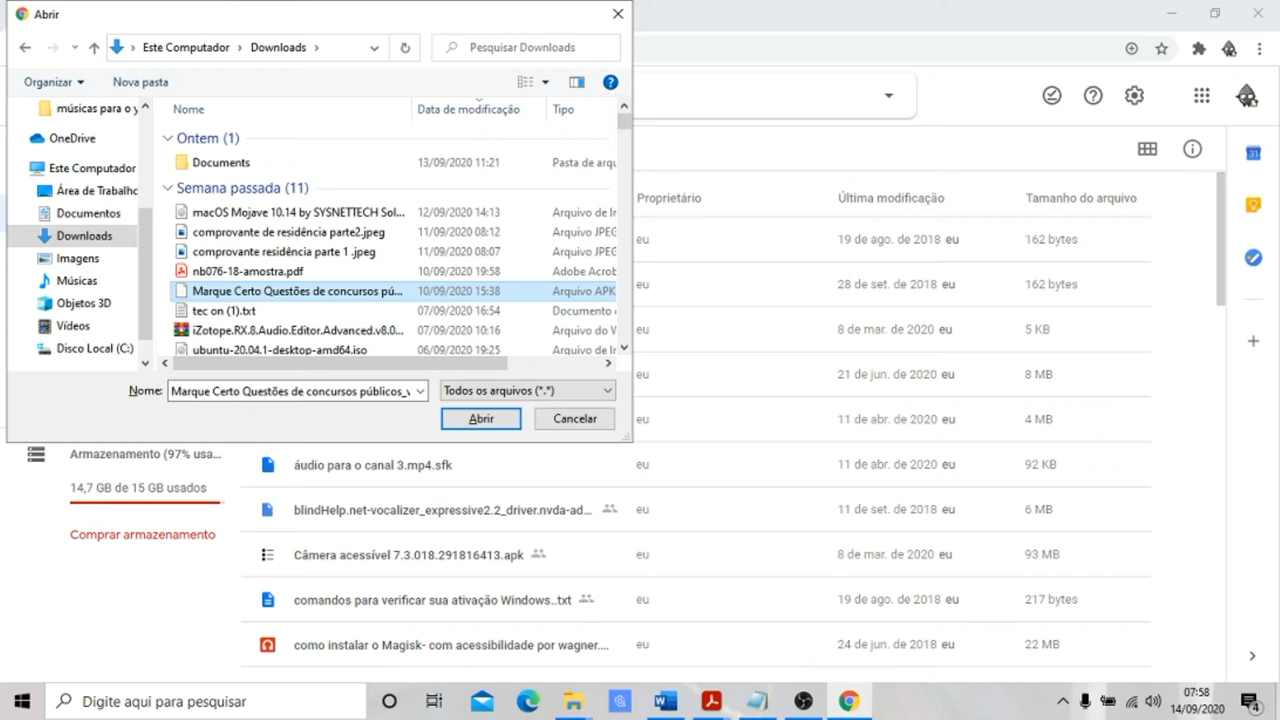 Abrir
Este Computador
Downloads
Pesquisar Downloads
Organizar
Nova pasta
músicas para o y
OneDrive
Este Computador
Área de Trabalho
Documentos
Downloads
Imagens
Músicas
Objetos 3D
Vídeos
Disco Local (C:)
Nome Data de modificação Tipo
Ontem (1)
Documents 13/09/2020 11:21 Pasta de arqu
Semana passada (11)
macOS Mojave 10.14 by SYSNETTECH Sol... 12/09/2020 14:13 Arquivo de Ir
comprovante de residência parte2.jpeg 11/09/2020 08:12 Arquivo JPEG
comprovante residência parte 1 .jpeg 11/09/2020 08:07 Arquivo JPEG
nb076-18-amostra.pdf 10/09/2020 19:58 Adobe Acrob
Marque Certo Questões de concursos pú... 10/09/2020 15:38 Arquivo APK
tec on (1).txt 07/09/2020 16:54 Documento
iZotope.RX.8.Audio.Editor.Advanced.v8.0... 07/09/2020 10:16 Arquivo do W
ubuntu-20.04.1-desktop-amd64.iso 06/09/2020 19:25 Arquivo de Ir
Nome: Marque Certo Questões de concursos públicos_v
Todos os arquivos (*.*)
Abrir
Cancelar
Proprietário Última modificação Tamanho do arquivo
eu 19 de ago. de 2018 eu 162 bytes
eu 28 de set. de 2018 eu 162 bytes
eu 8 de mar. de 2020 eu 5 KB
eu 21 de jun. de 2020 eu 8 MB
eu 11 de abr. de 2020 eu 4 MB
áudio para o canal 3.mp4.sfk eu 11 de abr. de 2020 eu 92 KB
blindHelp.net-vocalizer_expressive2.2_driver.nvda-ad... eu 11 de set. de 2018 eu 6 MB
Câmera acessível 7.3.018.291816413.apk eu 8 de mar. de 2020 eu 93 MB
comandos para verificar sua ativação Windows..txt eu 19 de ago. de 2018 eu 217 bytes
como instalar o Magisk- com acessibilidade por wagner.... eu 24 de jun. de 2018 eu 22 MB
Armazenamento (97% usa...
14,7 GB de 15 GB usados
Comprar armazenamento
31
Digite aqui para pesquisar
07:58
14/09/2020
4